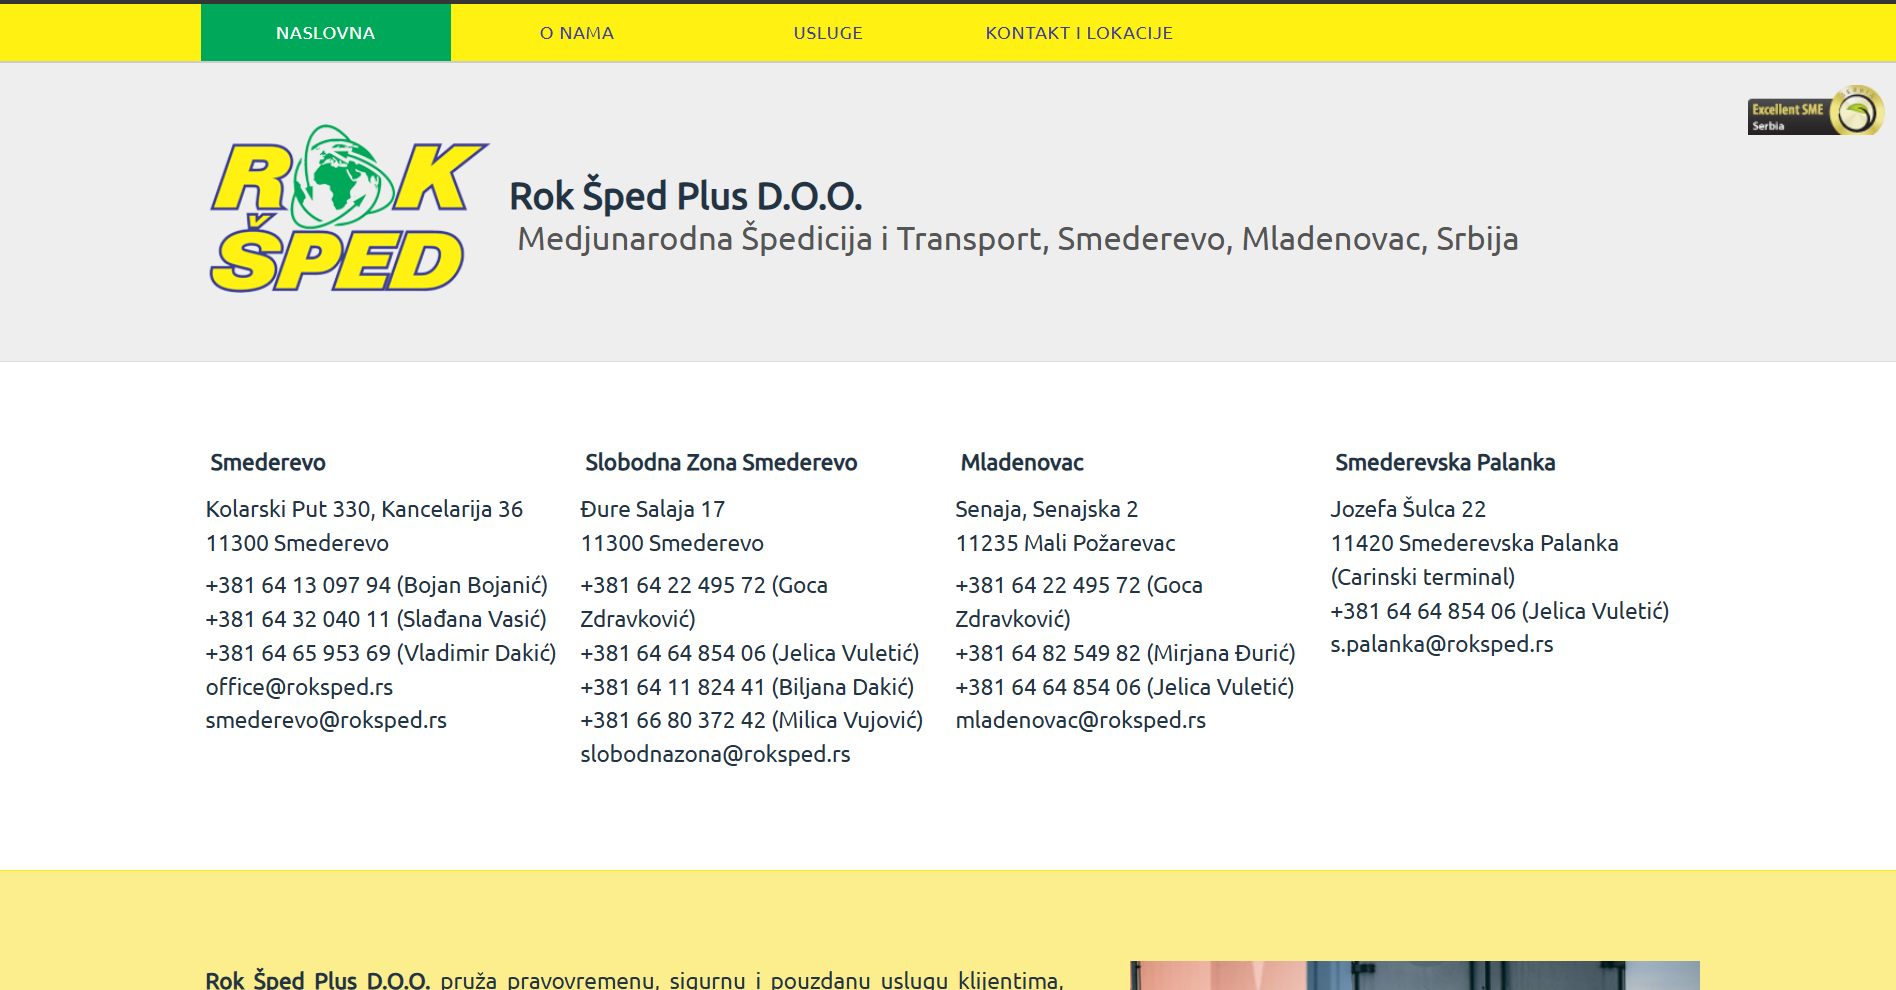 NASLOVNA O NAMA USLUGE KONTAKT I LOKACIJE
Excellent SME
Serbia
ROK
ŠPED
Rok Šped Plus D.O.O.
Medjunarodna Špedicija i Transport, Smederevo, Mladenovac, Srbija
Smederevo
Kolarski Put 330, Kancelarija 36
11300 Smederevo
+381 64 13 097 94 (Bojan Bojanić)
+381 64 32 040 11 (Slađana Vasić)
+381 64 65 953 69 (Vladimir Dakić)
office@roksped.rs
smederevo@roksped.rs
Slobodna Zona Smederevo
Đure Salaja 17
11300 Smederevo
+381 64 22 495 72 (Goca
Zdravković)
+381 64 64 854 06 (Jelica Vuletić)
+381 64 11 824 41 (Biljana Dakić)
+381 66 80 372 42 (Milica Vujović)
slobodnazona@roksped.rs
Mladenovac
Senaja, Senajska 2
11235 Mali Požarevac
+381 64 22 495 72 (Goca
Zdravković)
+381 64 82 549 82 (Mirjana Đurić)
+381 64 64 854 06 (Jelica Vuletić)
mladenovac@roksped.rs
Smederevska Palanka
Jozefa Šulca 22
11420 Smederevska Palanka
(Carinski terminal)
+381 64 64 854 06 (Jelica Vuletić)
s.palanka@roksped.rs
Rok Šped Plus D.O.O. pruža pravovremenu, sigurnu i pouzdanu uslugu klijentima,